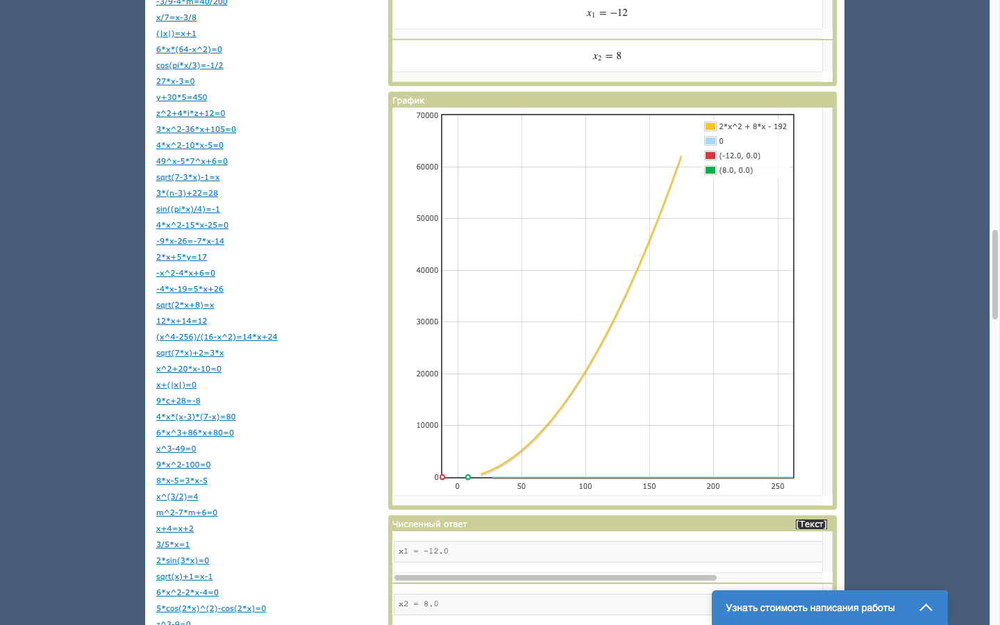 -3/9-4*m=40/200
x/7=x-3/8
(|x|)=x+1
6*x*(64-x^2)=0
cos(pi*x/3)=-1/2
27*x-3=0
y+30*5=450
z^2+4*i*z+12=0
3*x^2-36*x+105=0
4*x^2-10*x-5=0
49^x-5*7^x+6=0
sqrt(7-3*x)-1=x
3*(n-3)+22=28
sin((pi*x)/4)=-1
4*x^2-15*x-25=0
-9*x-26=-7*x-14
2*x+5*y=17
-x^2-4*x+6=0
-4*x-19=5*x+26
sqrt(2*x+8)=x
12*x+14=12
(x^4-256)/(16-x^2)=14*x+24
sqrt(7*x)+2=3*x
x^2+20*x-10=0
x+(|x|)=0
9*c+28=-8
4*x*(x-3)*(7-x)=80
6*x^3+86*x+80=0
x^3-49=0
9*x^2-100=0
8*x-5=3*x-5
x^(3/2)=4
m^2-7*m+6=0
x+4=x+2
3/5*x=1
2*sin(3*x)=0
sqrt(x)+1=x-1
6*x^2-2*x-4=0
5*cos(2*x)^(2)-cos(2*x)=0
z^3-9=0
x₁ = −12
x₂ = 8
График
70000
60000
50000
40000
30000
20000
10000
0
0 50 100 150 200 250
2*x^2 + 8*x - 192
0
(-12.0, 0.0)
(8.0, 0.0)
Численный ответ [Текст]
x1 = -12.0
x2 = 8.0
Узнать стоимость написания работы